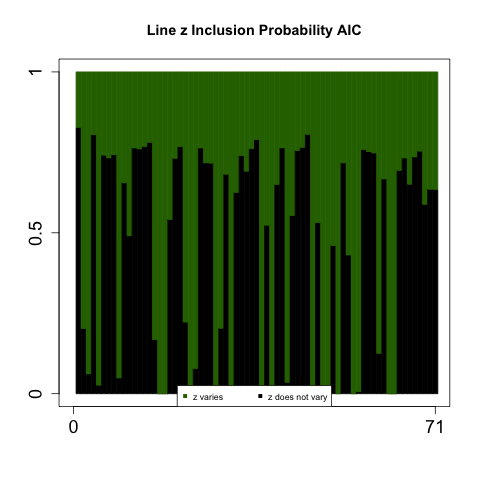 Line z Inclusion Probability AIC
1
0.5
0
z varies
z does not vary
0
71